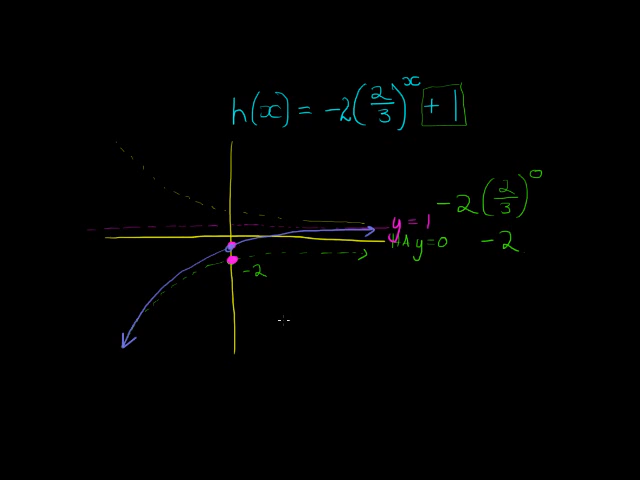 h(x) = -2(2/3)^x + 1
-2(2/3)^0
y = 1
HA y=0
-2
-2